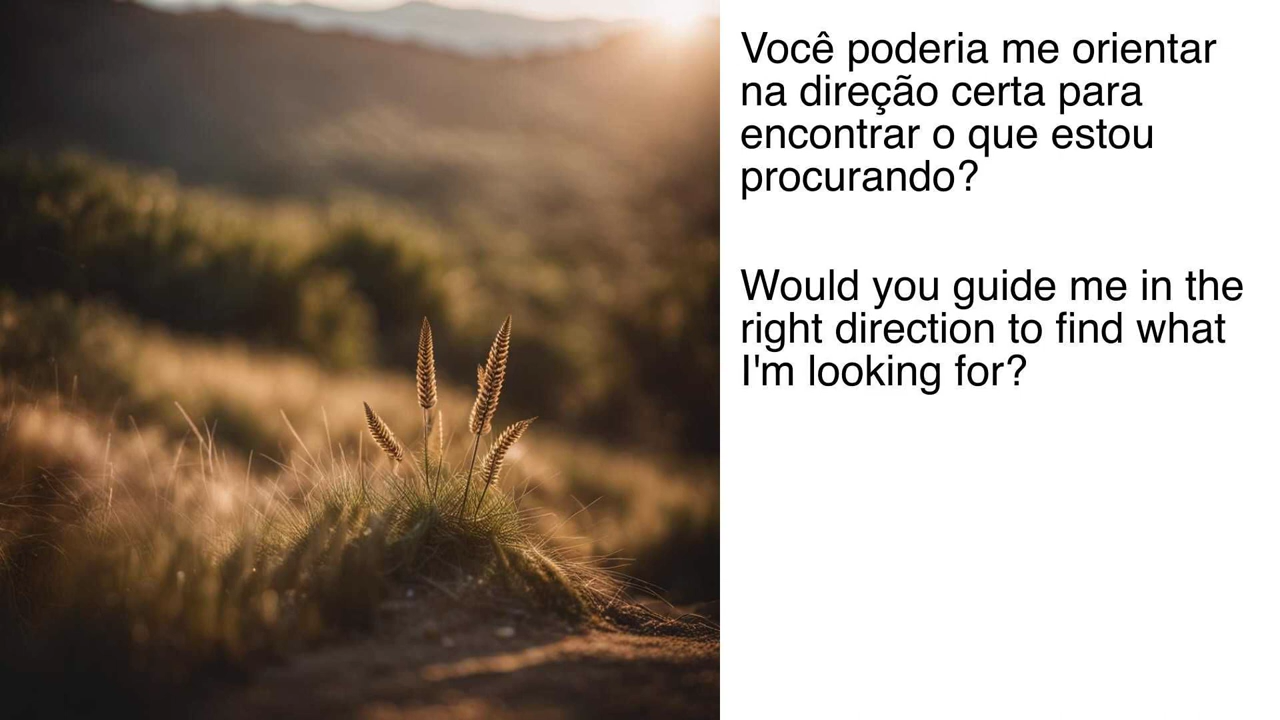 Você poderia me orientar
na direção certa para
encontrar o que estou
procurando?
Would you guide me in the
right direction to find what
I'm looking for?